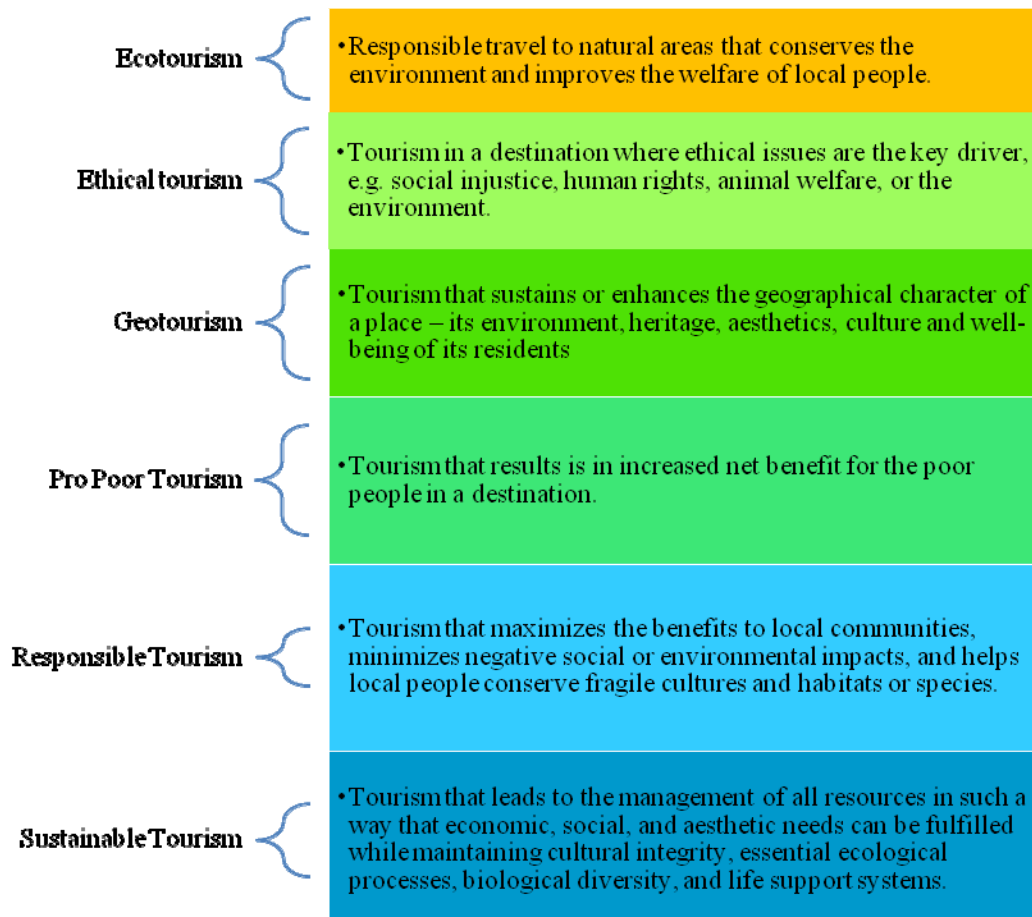 Ecotourism
•Responsible travel to natural areas that conserves the
environment and improves the welfare of local people.
Ethical tourism
•Tourism in a destination where ethical issues are the key driver,
e.g. social injustice, human rights, animal welfare, or the
environment.
Geotourism
•Tourism that sustains or enhances the geographical character of
a place – its environment, heritage, aesthetics, culture and well-
being of its residents
Pro Poor Tourism
•Tourism that results is in increased net benefit for the poor
people in a destination.
Responsible Tourism
•Tourism that maximizes the benefits to local communities,
minimizes negative social or environmental impacts, and helps
local people conserve fragile cultures and habitats or species.
Sustainable Tourism
•Tourism that leads to the management of all resources in such a
way that economic, social, and aesthetic needs can be fulfilled
while maintaining cultural integrity, essential ecological
processes, biological diversity, and life support systems.